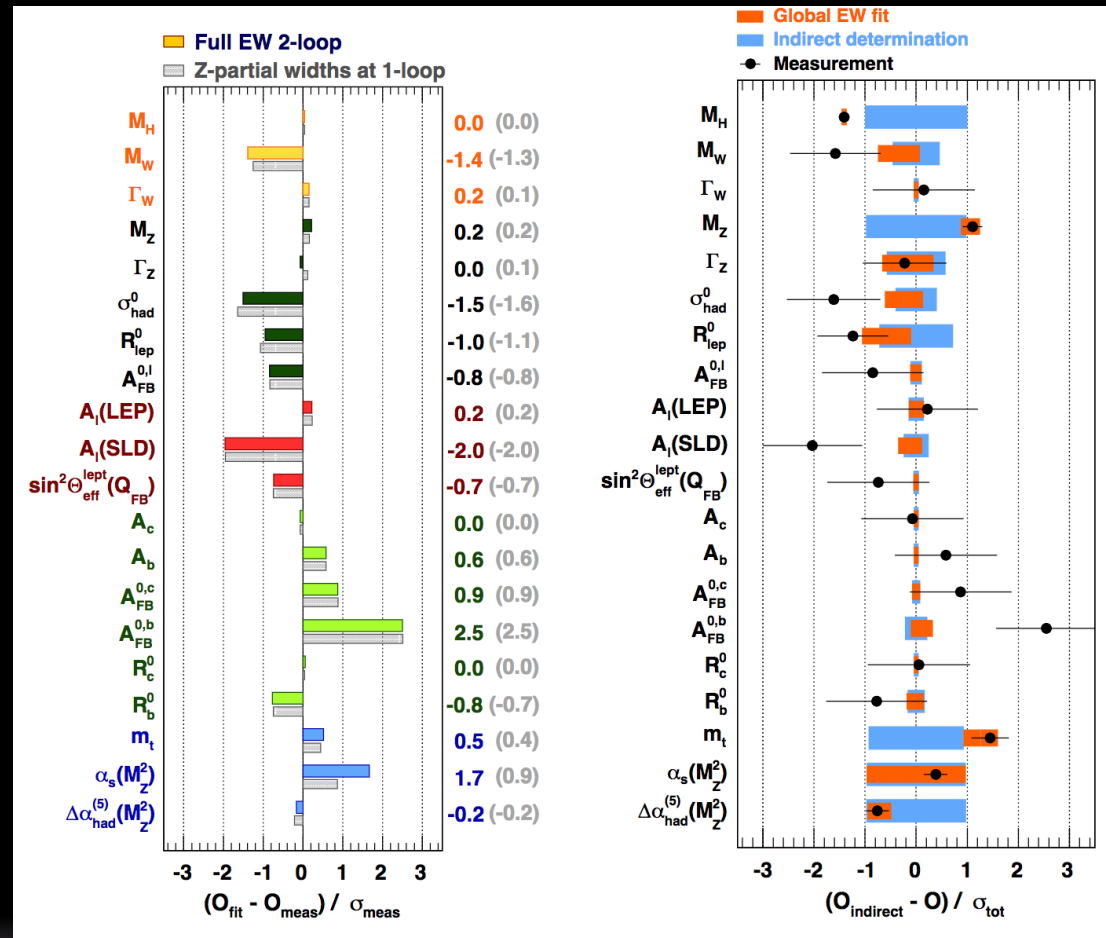 Full EW 2-loop
Z-partial widths at 1-loop
M_H 0.0 (0.0)
M_W -1.4 (-1.3)
Γ_W 0.2 (0.1)
M_Z 0.2 (0.2)
Γ_Z 0.0 (0.1)
σ^0_had -1.5 (-1.6)
R^0_lep -1.0 (-1.1)
A^{0,l}_FB -0.8 (-0.8)
A_l(LEP) 0.2 (0.2)
A_l(SLD) -2.0 (-2.0)
sin²Θ^lept_eff(Q_FB) -0.7 (-0.7)
A_c 0.0 (0.0)
A_b 0.6 (0.6)
A^{0,c}_FB 0.9 (0.9)
A^{0,b}_FB 2.5 (2.5)
R^0_c 0.0 (0.0)
R^0_b -0.8 (-0.7)
m_t 0.5 (0.4)
α_s(M²_Z) 1.7 (0.9)
Δα^(5)_had(M²_Z) -0.2 (-0.2)
-3 -2 -1 0 1 2 3
(O_fit - O_meas) / σ_meas
Global EW fit
Indirect determination
Measurement
M_H
M_W
Γ_W
M_Z
Γ_Z
σ^0_had
R^0_lep
A^{0,l}_FB
A_l(LEP)
A_l(SLD)
sin²Θ^lept_eff(Q_FB)
A_c
A_b
A^{0,c}_FB
A^{0,b}_FB
R^0_c
R^0_b
m_t
α_s(M²_Z)
Δα^(5)_had(M²_Z)
-3 -2 -1 0 1 2 3
(O_indirect - O) / σ_tot